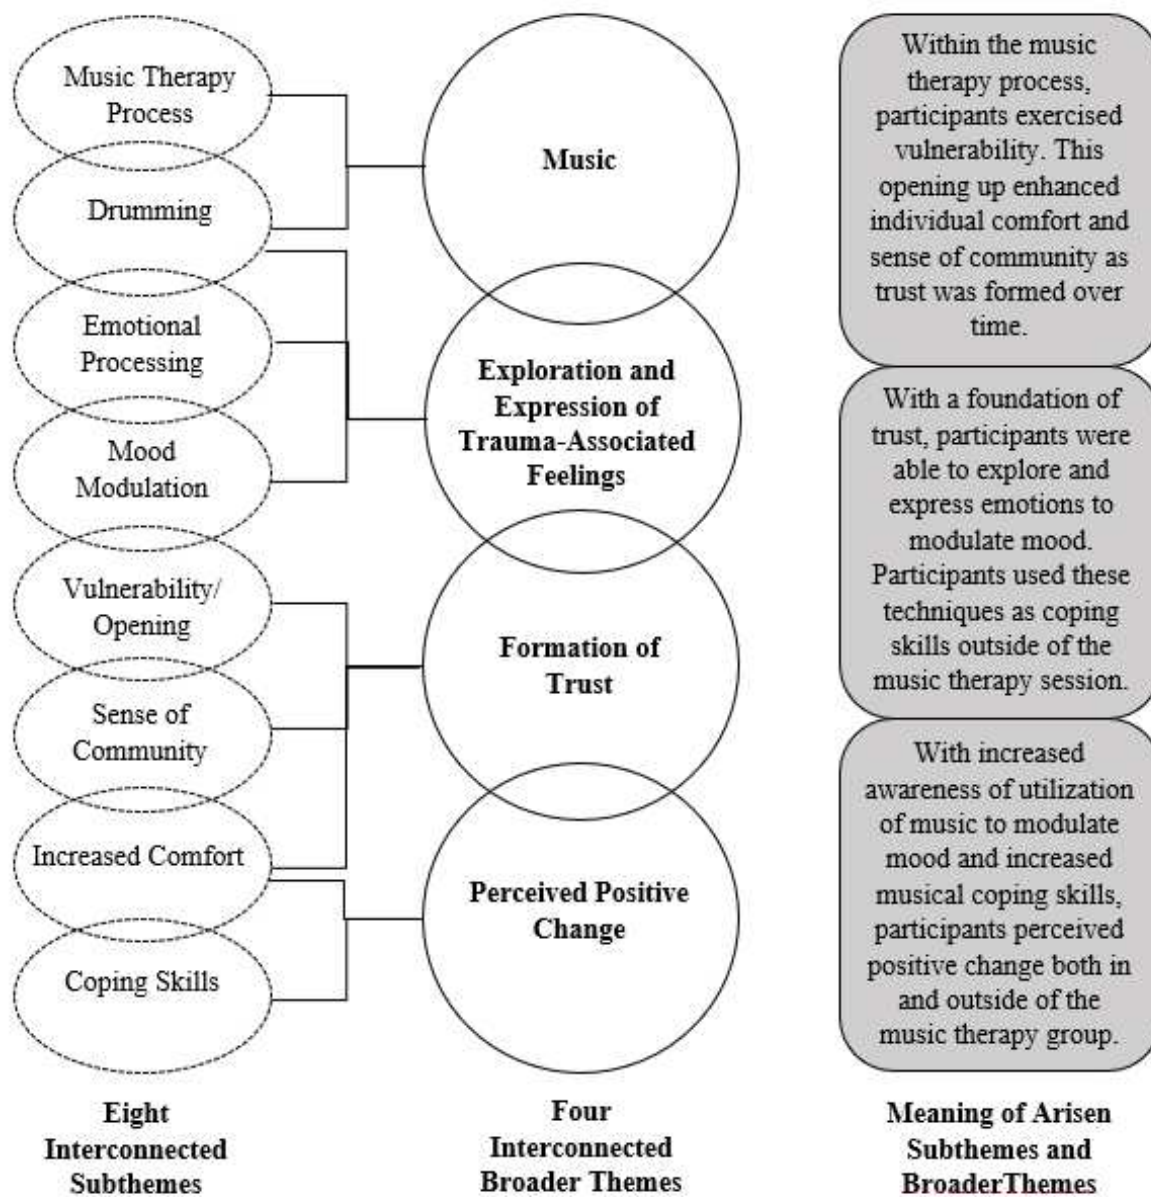 Music Therapy
Process
Drumming
Emotional
Processing
Mood
Modulation
Vulnerability/
Opening
Sense of
Community
Increased Comfort
Coping Skills
Eight
Interconnected
Subthemes
Music
Exploration and
Expression of
Trauma-Associated
Feelings
Formation of
Trust
Perceived Positive
Change
Four
Interconnected
Broader Themes
Within the music
therapy process,
participants exercised
vulnerability. This
opening up enhanced
individual comfort and
sense of community as
trust was formed over
time.
With a foundation of
trust, participants were
able to explore and
express emotions to
modulate mood.
Participants used these
techniques as coping
skills outside of the
music therapy session.
With increased
awareness of utilization
of music to modulate
mood and increased
musical coping skills,
participants perceived
positive change both in
and outside of the
music therapy group.
Meaning of Arisen
Subthemes and
BroaderThemes